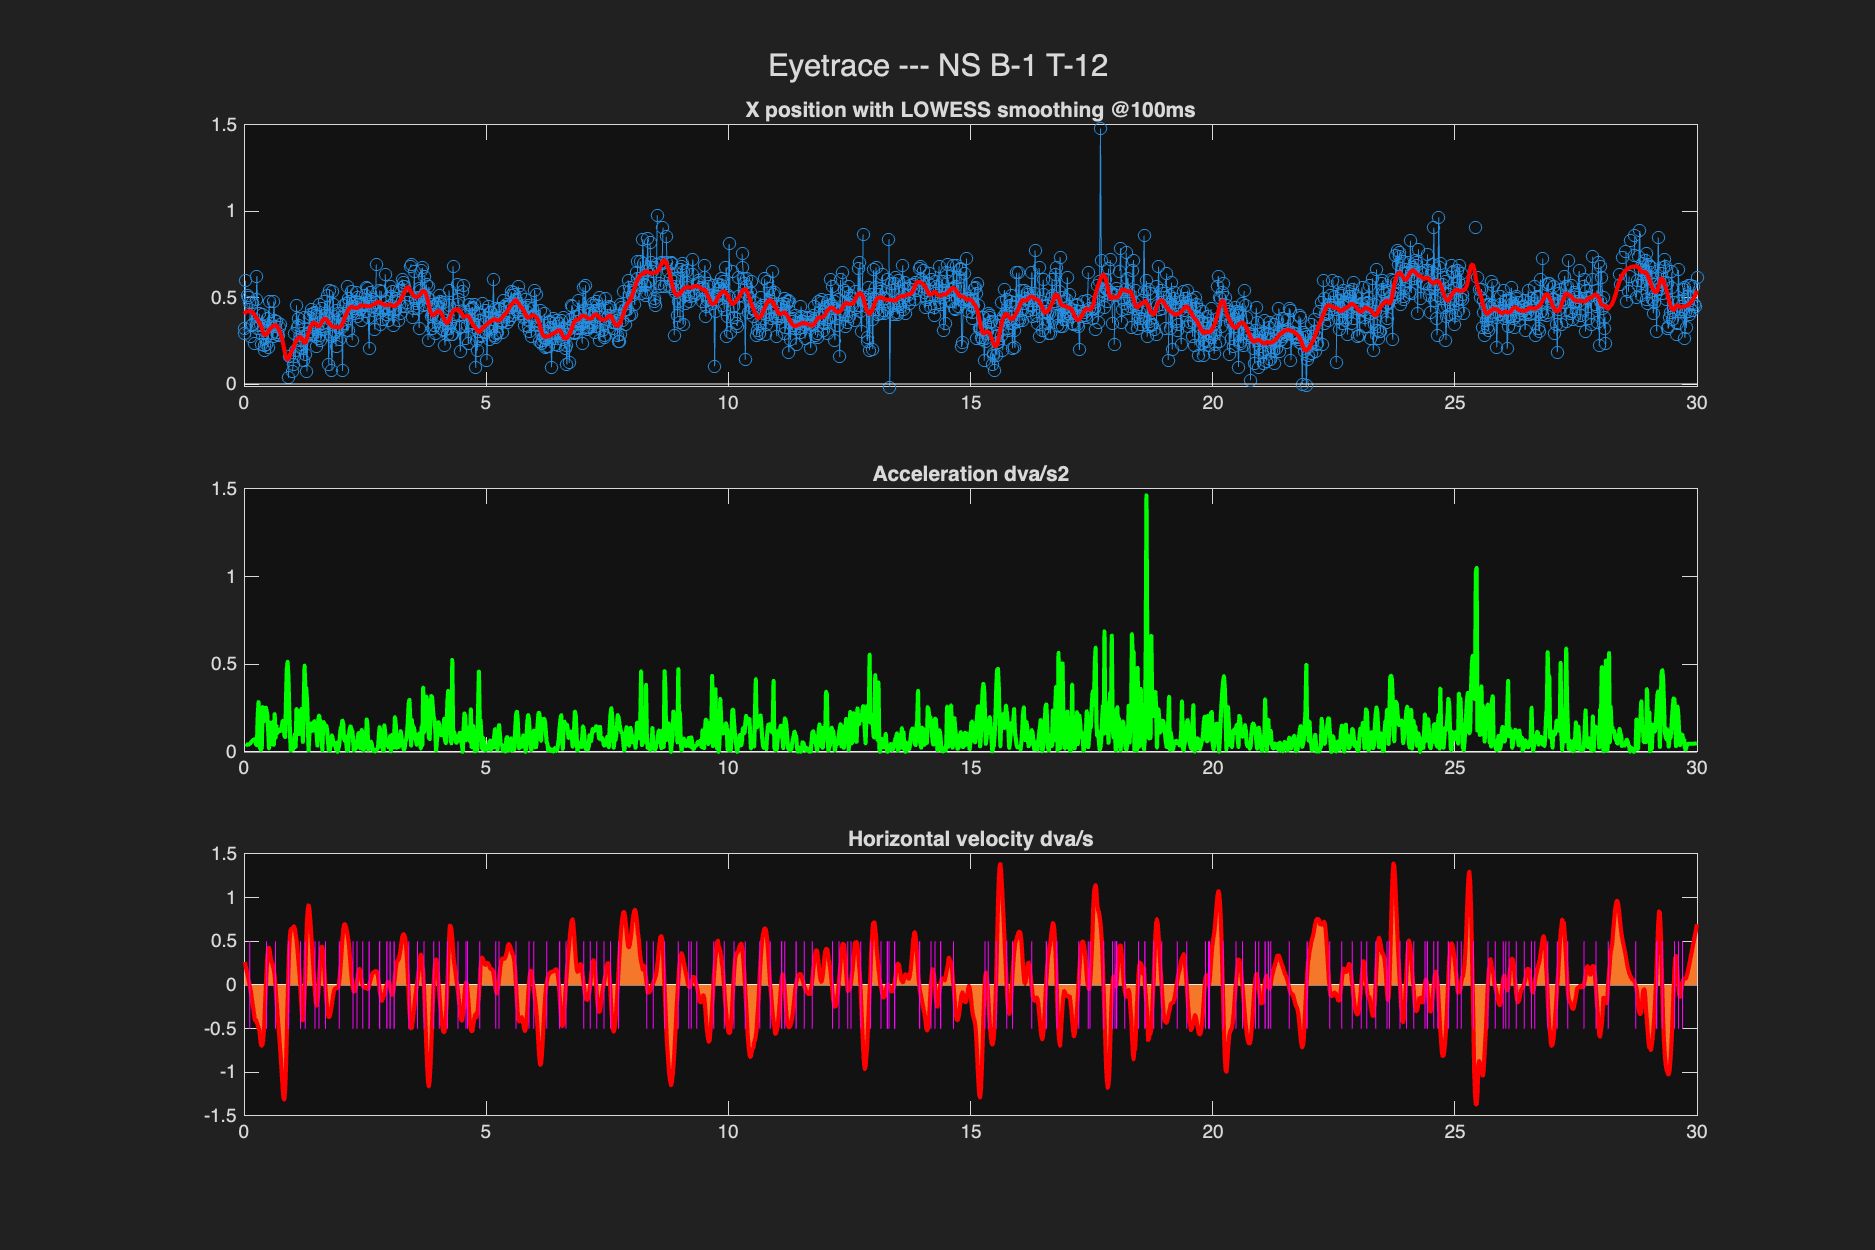 Eyetrace --- NS B-1 T-12
X position with LOWESS smoothing @100ms
1.5
1
0.5
0
0 5 10 15 20 25 30
Acceleration dva/s2
1.5
1
0.5
0
0 5 10 15 20 25 30
Horizontal velocity dva/s
1.5
1
0.5
0
-0.5
-1
-1.5
0 5 10 15 20 25 30